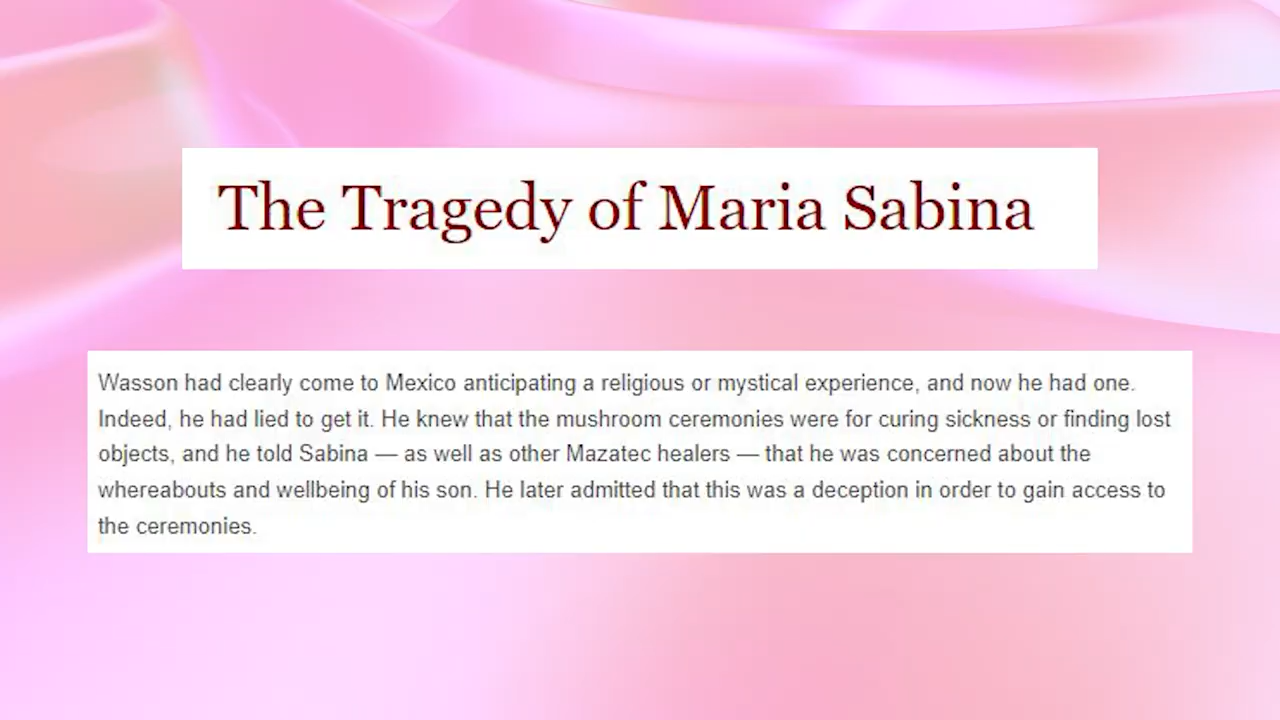 The Tragedy of Maria Sabina
Wasson had clearly come to Mexico anticipating a religious or mystical experience, and now he had one.
Indeed, he had lied to get it. He knew that the mushroom ceremonies were for curing sickness or finding lost
objects, and he told Sabina — as well as other Mazatec healers — that he was concerned about the
whereabouts and wellbeing of his son. He later admitted that this was a deception in order to gain access to
the ceremonies.